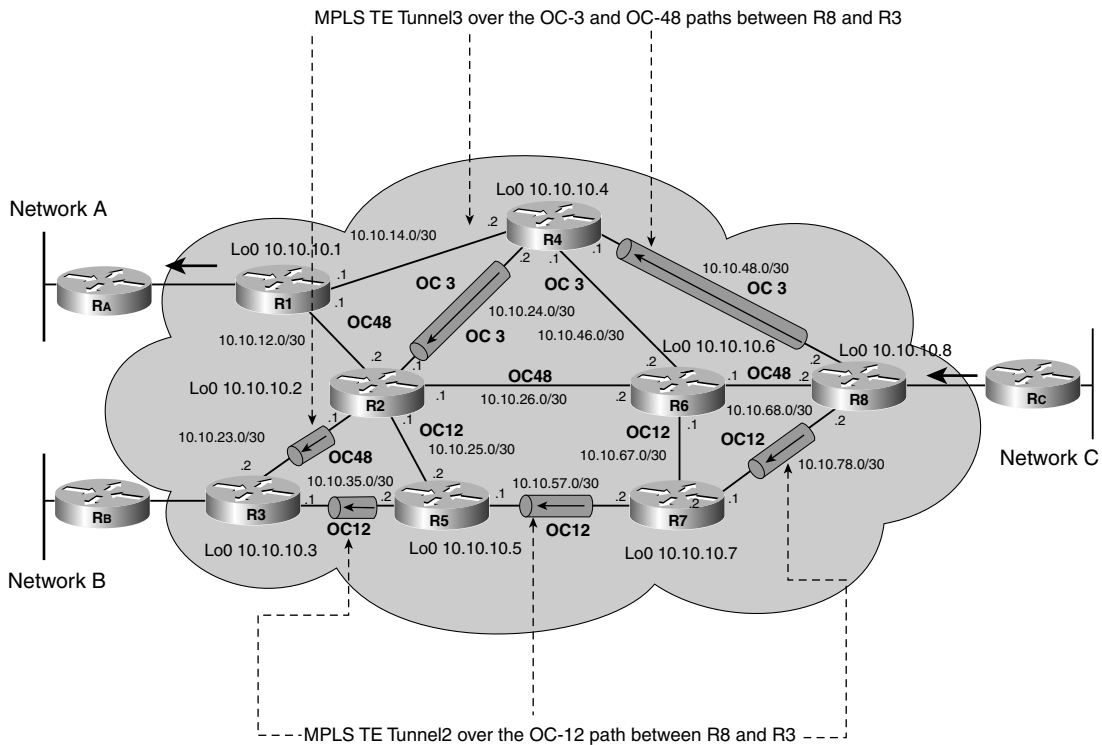 MPLS TE Tunnel3 over the OC-3 and OC-48 paths between R8 and R3
Lo0 10.10.10.4
Network A
.2
R4
.1
10.10.14.0/30
Lo0 10.10.10.1
.2
.1
OC 3
OC 3
10.10.48.0/30
OC 3
RA
R1
.1
.1
10.10.24.0/30
OC48
OC 3
10.10.46.0/30
10.10.12.0/30
.2
.1
.2
Lo0 10.10.10.6
.2
Lo0 10.10.10.8
Lo0 10.10.10.2
R2
.1
OC48
10.10.26.0/30
R6
.2
.1
OC48
.2
R8
RC
.1
.1
OC12
10.10.68.0/30
.2
10.10.23.0/30
10.10.25.0/30
OC12
.1
OC12
10.10.67.0/30
10.10.78.0/30
Network C
.2
OC48
10.10.35.0/30
.2
10.10.57.0/30
RB
R3
.1
.2
R5
.1
.2
R7
.2
.1
OC12
OC12
Lo0 10.10.10.3
Lo0 10.10.10.5
Lo0 10.10.10.7
Network B
MPLS TE Tunnel2 over the OC-12 path between R8 and R3